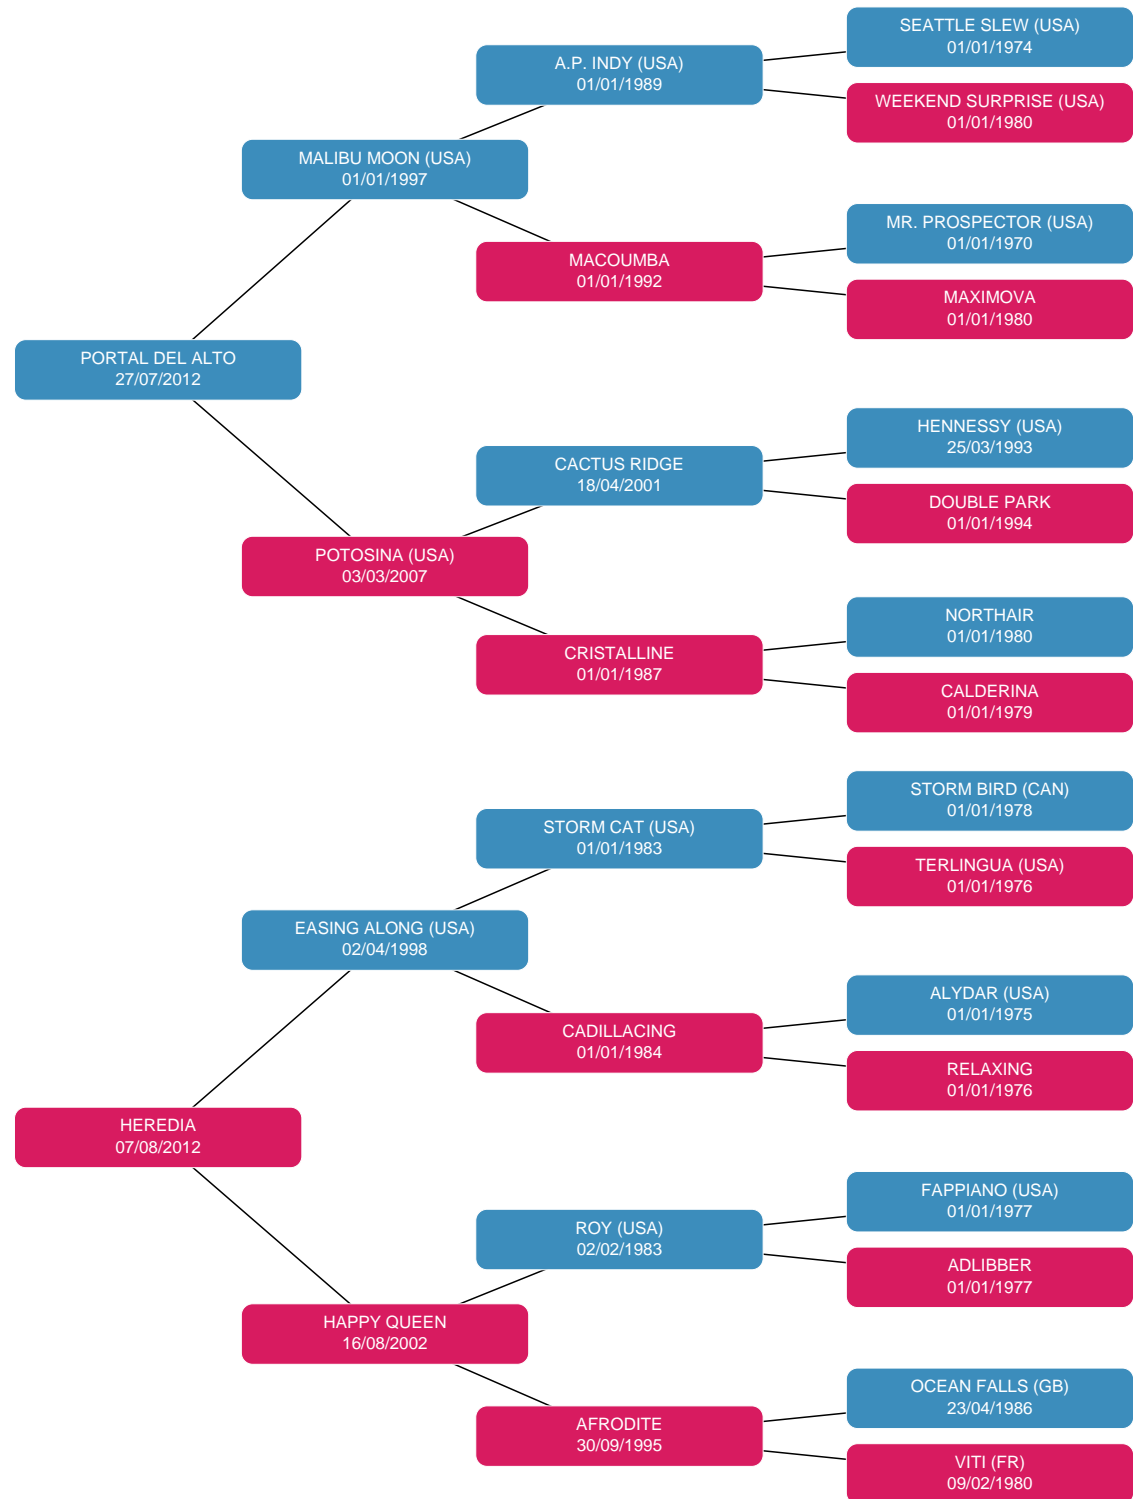 SEATTLE SLEW (USA)
01/01/1974
A.P. INDY (USA)
01/01/1989
WEEKEND SURPRISE (USA)
01/01/1980
MALIBU MOON (USA)
01/01/1997
MR. PROSPECTOR (USA)
01/01/1970
MACOUMBA
01/01/1992
MAXIMOVA
01/01/1980
PORTAL DEL ALTO
27/07/2012
HENNESSY (USA)
25/03/1993
CACTUS RIDGE
18/04/2001
DOUBLE PARK
01/01/1994
POTOSINA (USA)
03/03/2007
NORTHAIR
01/01/1980
CRISTALLINE
01/01/1987
CALDERINA
01/01/1979
STORM BIRD (CAN)
01/01/1978
STORM CAT (USA)
01/01/1983
TERLINGUA (USA)
01/01/1976
EASING ALONG (USA)
02/04/1998
ALYDAR (USA)
01/01/1975
CADILLACING
01/01/1984
RELAXING
01/01/1976
HEREDIA
07/08/2012
FAPPIANO (USA)
01/01/1977
ROY (USA)
02/02/1983
ADLIBBER
01/01/1977
HAPPY QUEEN
16/08/2002
OCEAN FALLS (GB)
23/04/1986
AFRODITE
30/09/1995
VITI (FR)
09/02/1980